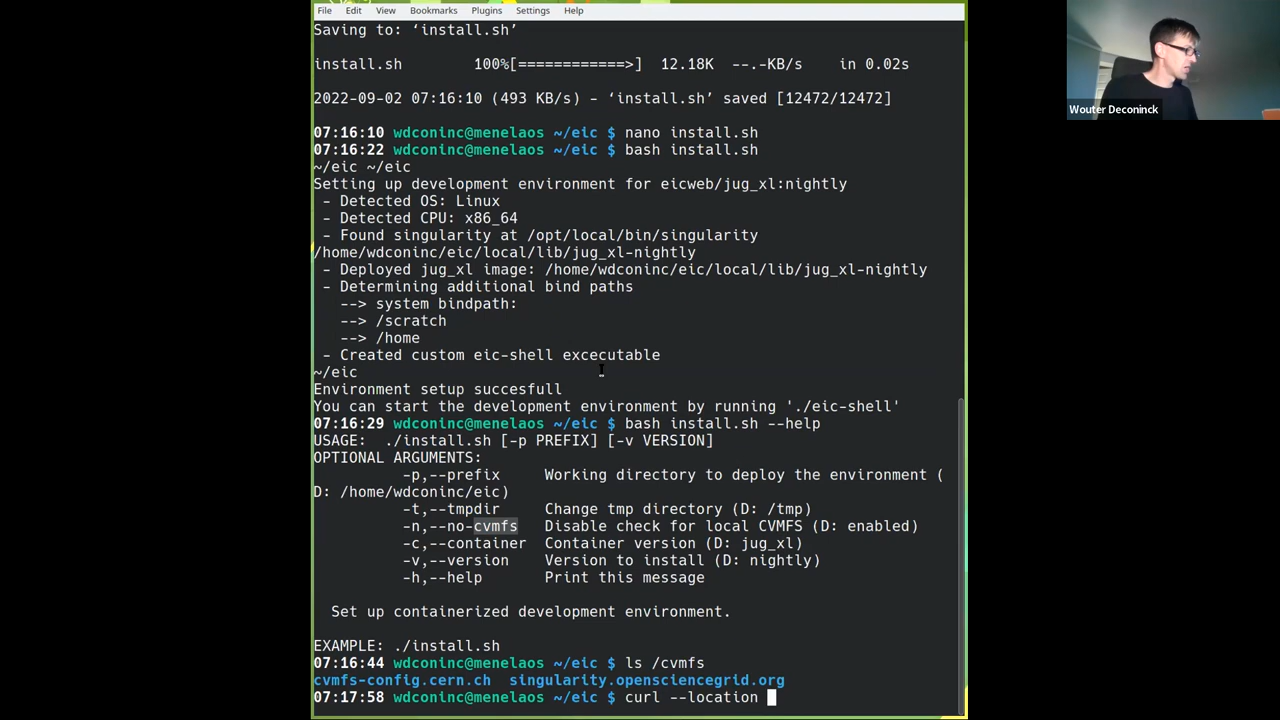 File Edit View Bookmarks Plugins Settings Help
Saving to: ‘install.sh’
install.sh 100%[============>] 12.18K --.-KB/s in 0.02s
2022-09-02 07:16:10 (493 KB/s) – ‘install.sh’ saved [12472/12472]
07:16:10 wdconinc@menelaos ~/eic $ nano install.sh
07:16:22 wdconinc@menelaos ~/eic $ bash install.sh
~/eic ~/eic
Setting up development environment for eicweb/jug_xl:nightly
- Detected OS: Linux
- Detected CPU: x86_64
- Found singularity at /opt/local/bin/singularity
/home/wdconinc/eic/local/lib/jug_xl-nightly
- Deployed jug_xl image: /home/wdconinc/eic/local/lib/jug_xl-nightly
- Determining additional bind paths
--> system bindpath:
--> /scratch
--> /home
- Created custom eic-shell excecutable
~/eic
Environment setup succesfull
You can start the development environment by running './eic-shell'
07:16:29 wdconinc@menelaos ~/eic $ bash install.sh --help
USAGE: ./install.sh [-p PREFIX] [-v VERSION]
OPTIONAL ARGUMENTS:
-p,--prefix Working directory to deploy the environment (
D: /home/wdconinc/eic)
-t,--tmpdir Change tmp directory (D: /tmp)
-n,--no-cvmfs Disable check for local CVMFS (D: enabled)
-c,--container Container version (D: jug_xl)
-v,--version Version to install (D: nightly)
-h,--help Print this message
Set up containerized development environment.
EXAMPLE: ./install.sh
07:16:44 wdconinc@menelaos ~/eic $ ls /cvmfs
cvmfs-config.cern.ch singularity.opensciencegrid.org
07:17:58 wdconinc@menelaos ~/eic $ curl --location
Wouter Deconinck